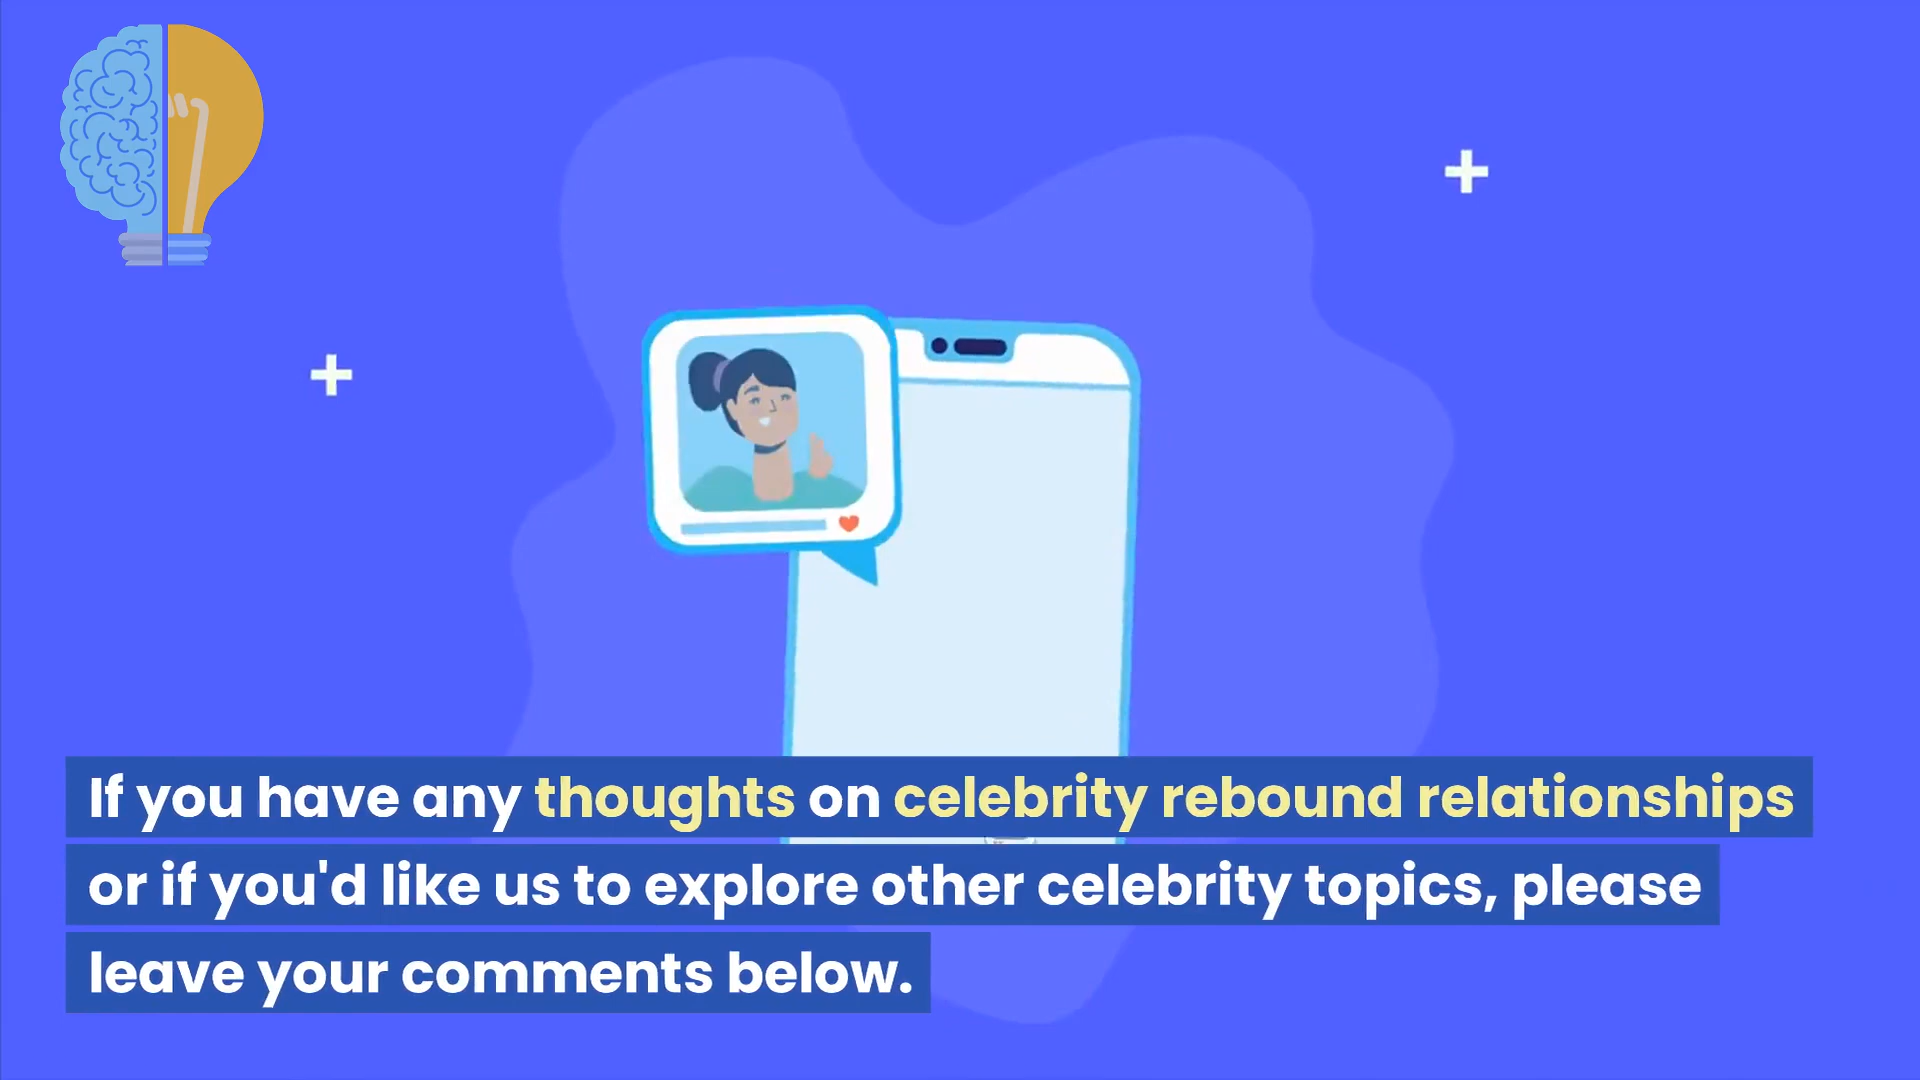 If you have any thoughts on celebrity rebound relationships
or if you'd like us to explore other celebrity topics, please
leave your comments below.